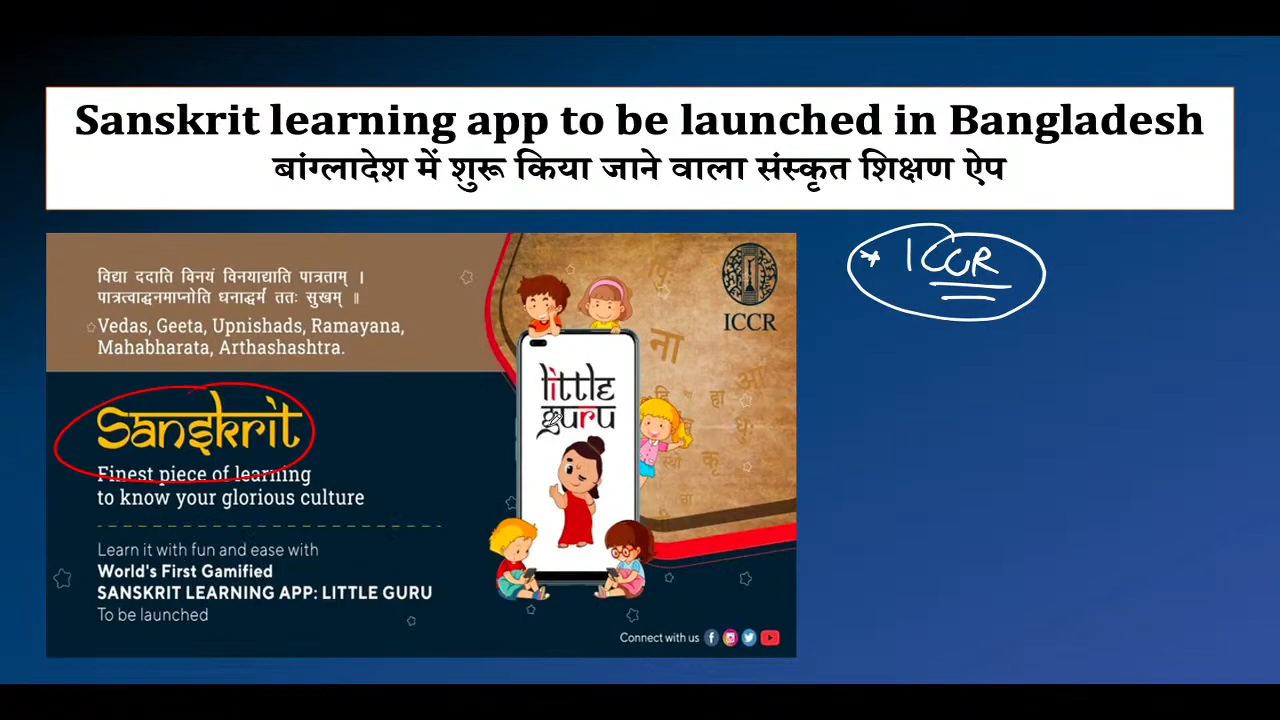 Sanskrit learning app to be launched in Bangladesh
बांग्लादेश में शुरू किया जाने वाला संस्कृत शिक्षण ऐप
* ICCR
विद्या ददाति विनयं विनयाद्याति पात्रताम् ।
पात्रत्वाद्धनमाप्नोति धनाद्धर्मं ततः सुखम् ॥
Vedas, Geeta, Upnishads, Ramayana,
Mahabharata, Arthashashtra.
ICCR
Sanskrit
Finest piece of learning
to know your glorious culture
Learn it with fun and ease with
World's First Gamified
SANSKRIT LEARNING APP: LITTLE GURU
To be launched
little
guru
ना
आ
हा
कृ
ना
Connect with us